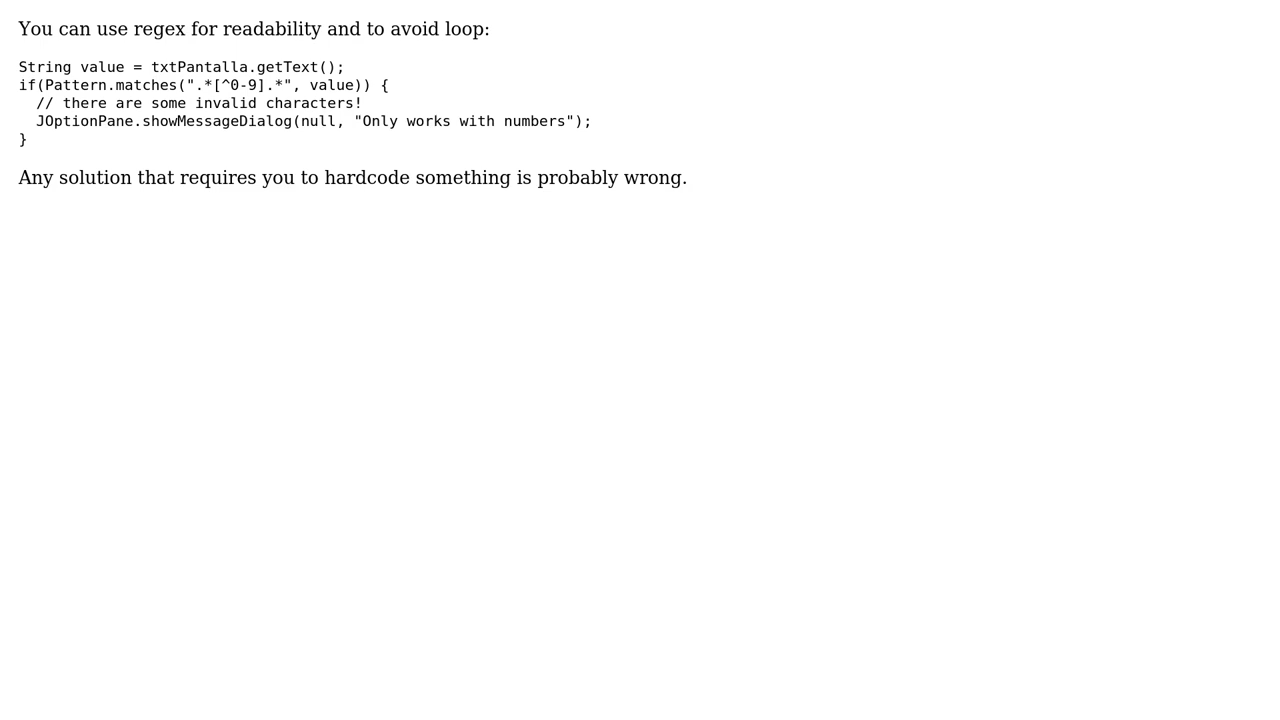 You can use regex for readability and to avoid loop:
String value = txtPantalla.getText();
if(Pattern.matches(".*[^0-9].*", value)) {
  // there are some invalid characters!
  JOptionPane.showMessageDialog(null, "Only works with numbers");
}
Any solution that requires you to hardcode something is probably wrong.